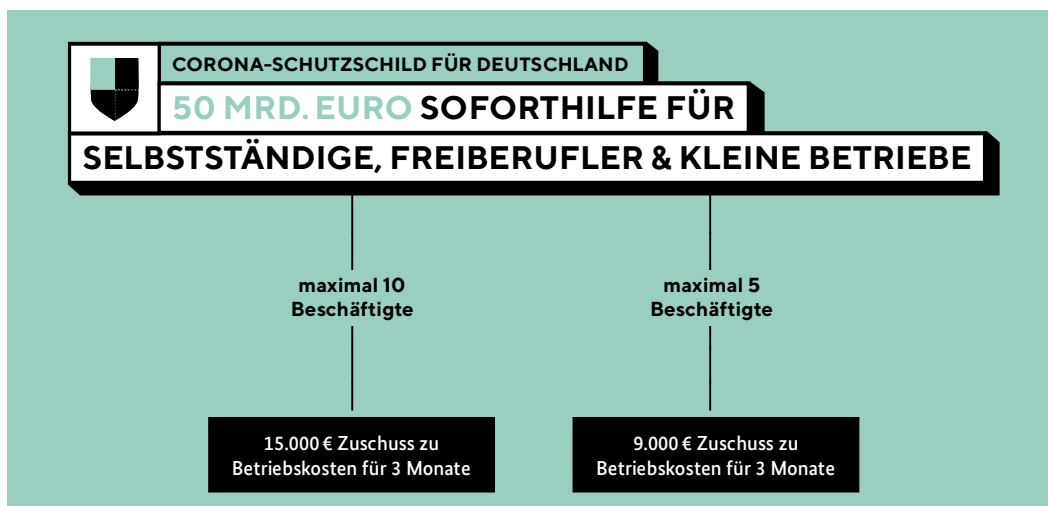 CORONA-SCHUTZSCHILD FÜR DEUTSCHLAND
50 MRD. EURO SOFORTHILFE FÜR
SELBSTSTÄNDIGE, FREIBERUFLER & KLEINE BETRIEBE
maximal 10
Beschäftigte
15.000 € Zuschuss zu
Betriebskosten für 3 Monate
maximal 5
Beschäftigte
9.000 € Zuschuss zu
Betriebskosten für 3 Monate